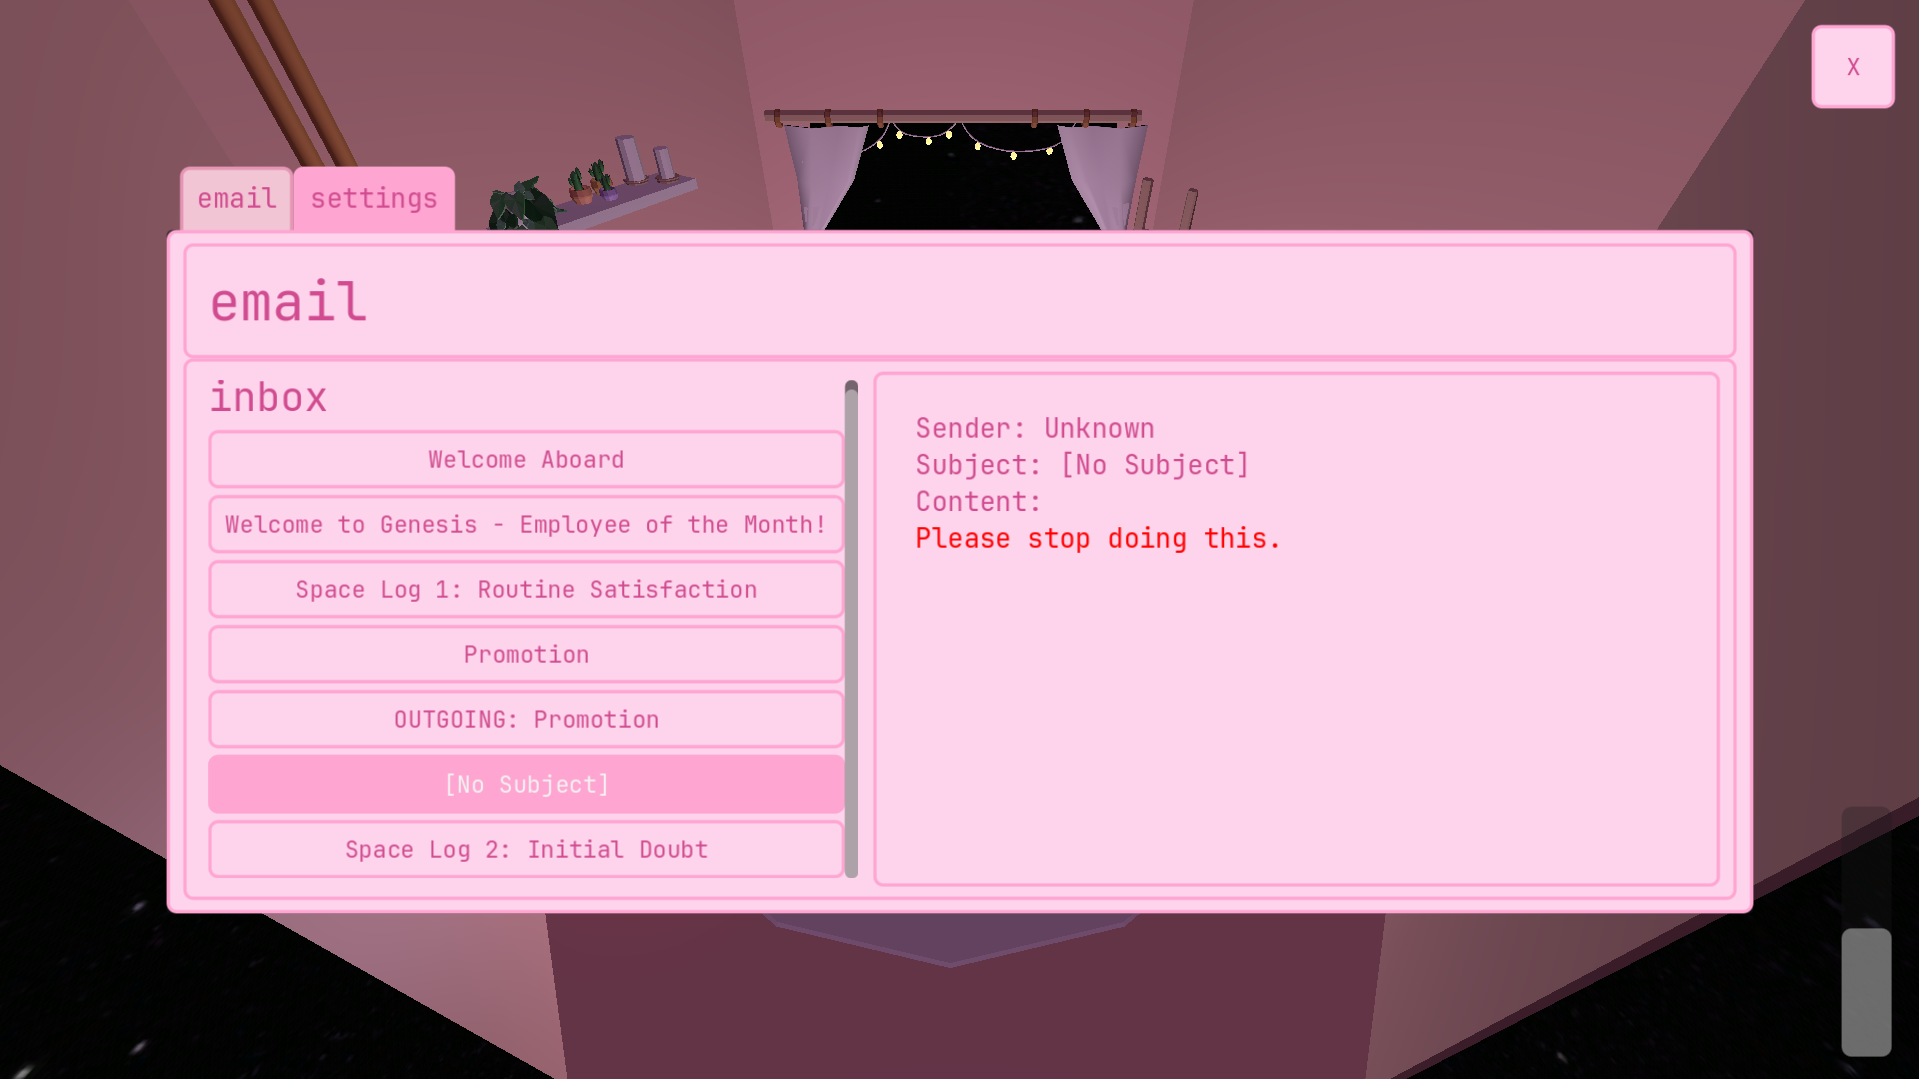 X
email
settings
email
inbox
Welcome Aboard
Welcome to Genesis - Employee of the Month!
Space Log 1: Routine Satisfaction
Promotion
OUTGOING: Promotion
[No Subject]
Space Log 2: Initial Doubt
Sender: Unknown
Subject: [No Subject]
Content:
Please stop doing this.